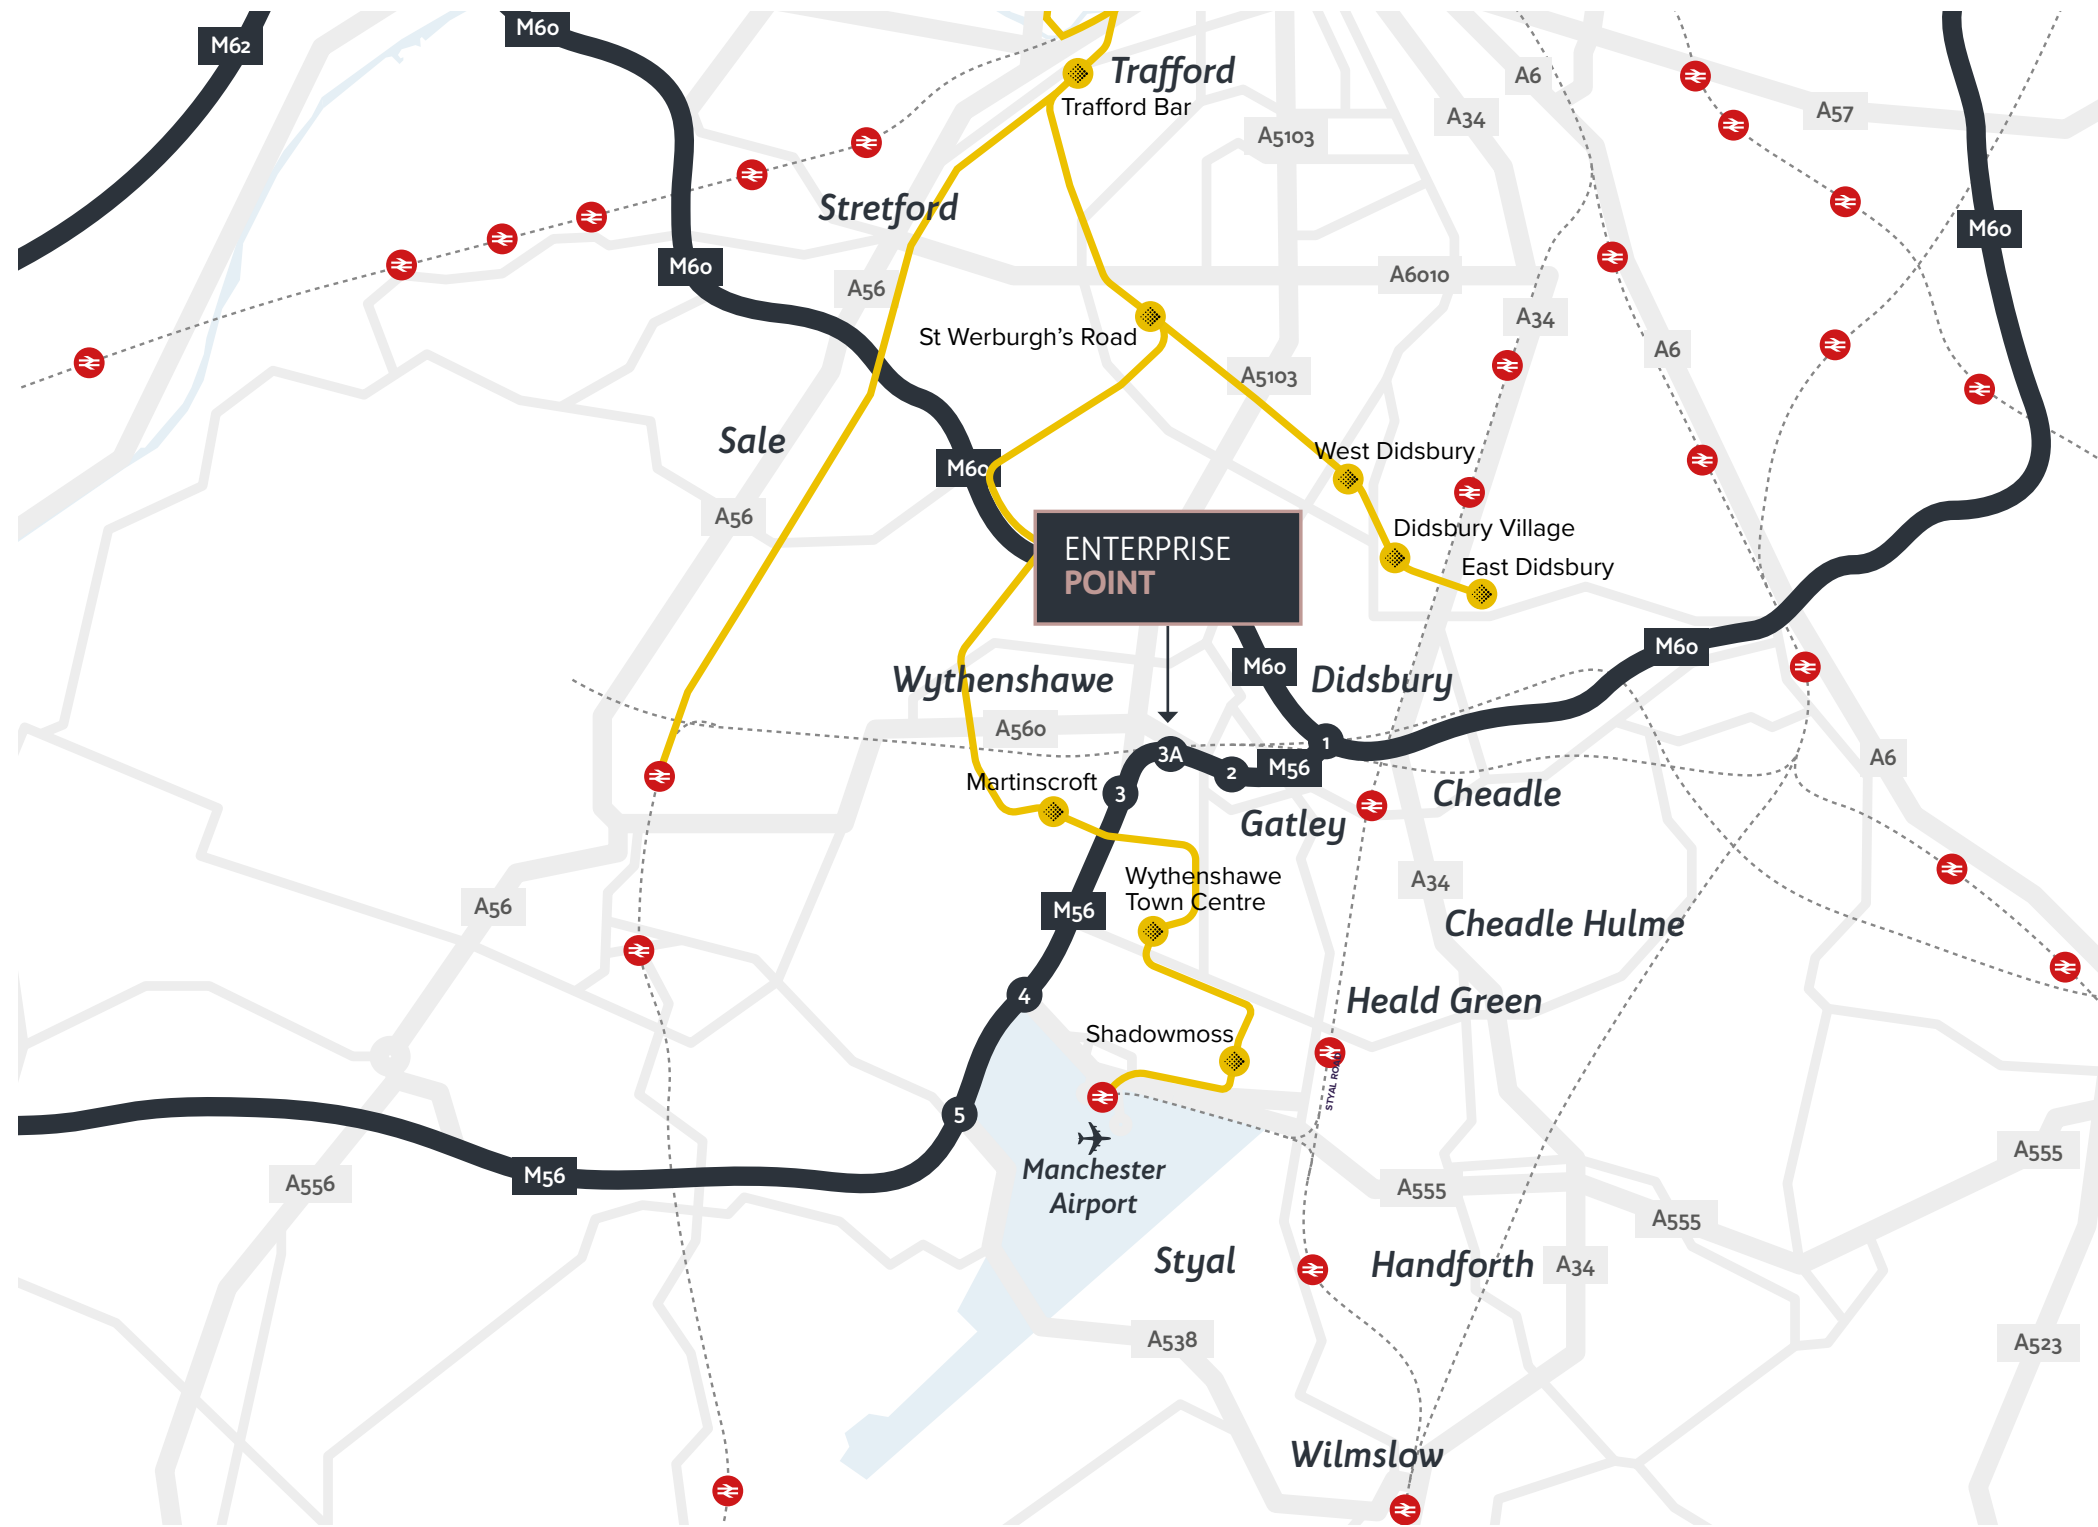 M60
M62
Trafford
A6
Trafford Bar
A57
A34
A5103
Stretford
M60
M60
A6010
A56
A34
St Werburgh's Road
A6
A5103
Sale
West Didsbury
M60
A56
Didsbury Village
ENTERPRISE
POINT
East Didsbury
M60
M60
Wythenshawe
Didsbury
A560
1
3A
A6
M56
2
Martinscroft
3
Cheadle
Gatley
Wythenshawe
Town Centre
A34
A56
M56
Cheadle Hulme
4
Heald Green
Shadowmoss
STYAL ROAD
5
A555
Manchester
Airport
M56
A556
A555
A555
Styal
Handforth
A34
A538
A523
Wilmslow